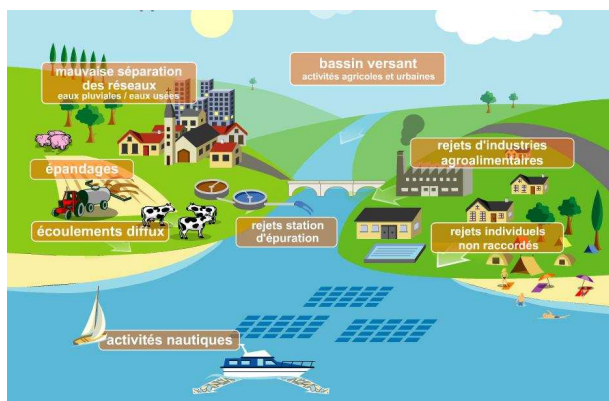 mauvaise séparation
des réseaux
eaux pluviales / eaux usées
bassin versant
activités agricoles et urbaines
rejets d'industries
agroalimentaires
épandages
écoulements diffux
rejets station
d'épuration
rejets individuels
non raccordés
activités nautiques